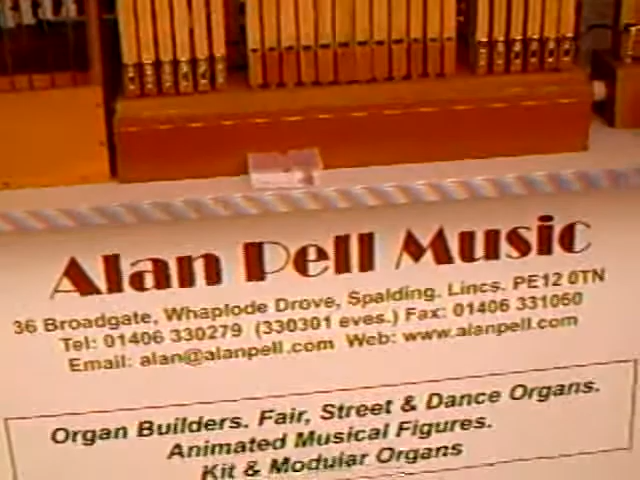 Alan Pell Music
36 Broadgate, Whaplode Drove, Spalding. Lincs. PE12 0TN
Tel: 01406 330279 (330301 eves.) Fax: 01406 331060
Email: alan@alanpell.com Web: www.alanpell.com
Organ Builders. Fair, Street & Dance Organs.
Animated Musical Figures.
Kit & Modular Organs